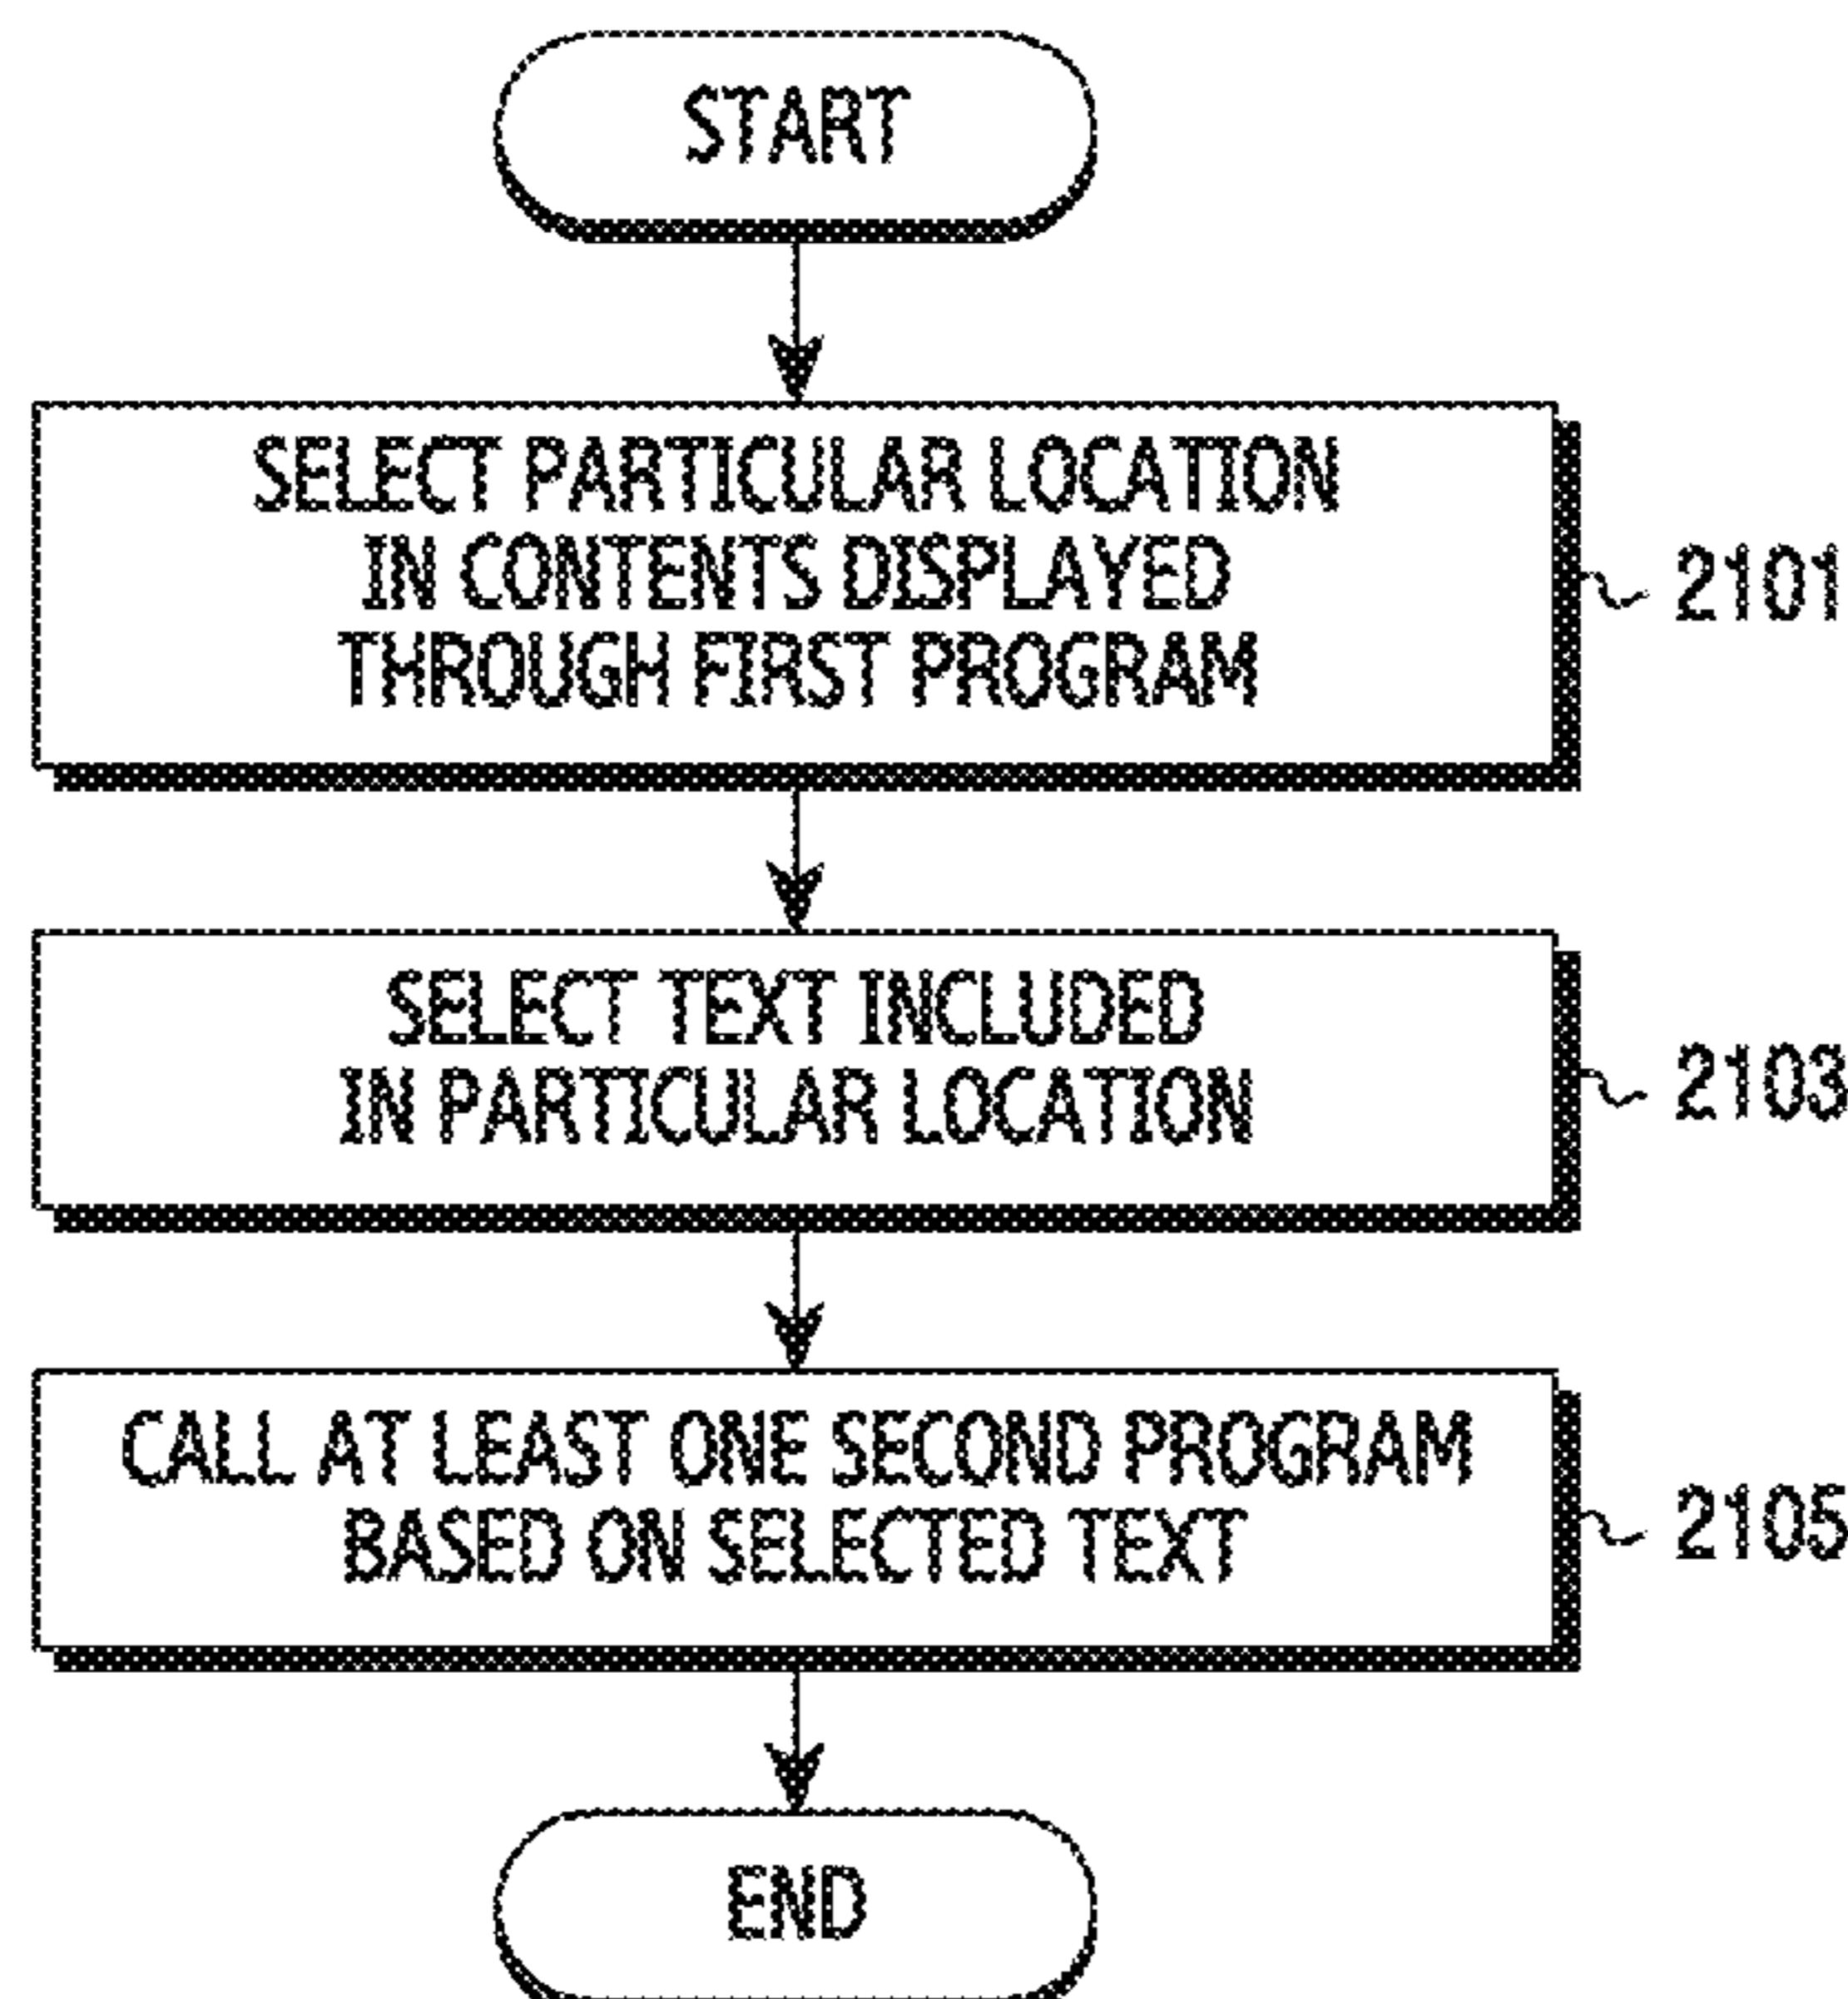 START
SELECT PARTICULAR LOCATION
IN CONTENTS DISPLAYED
THROUGH FIRST PROGRAM
2101
SELECT TEXT INCLUDED
IN PARTICULAR LOCATION
2103
CALL AT LEAST ONE SECOND PROGRAM
BASED ON SELECTED TEXT
2105
END